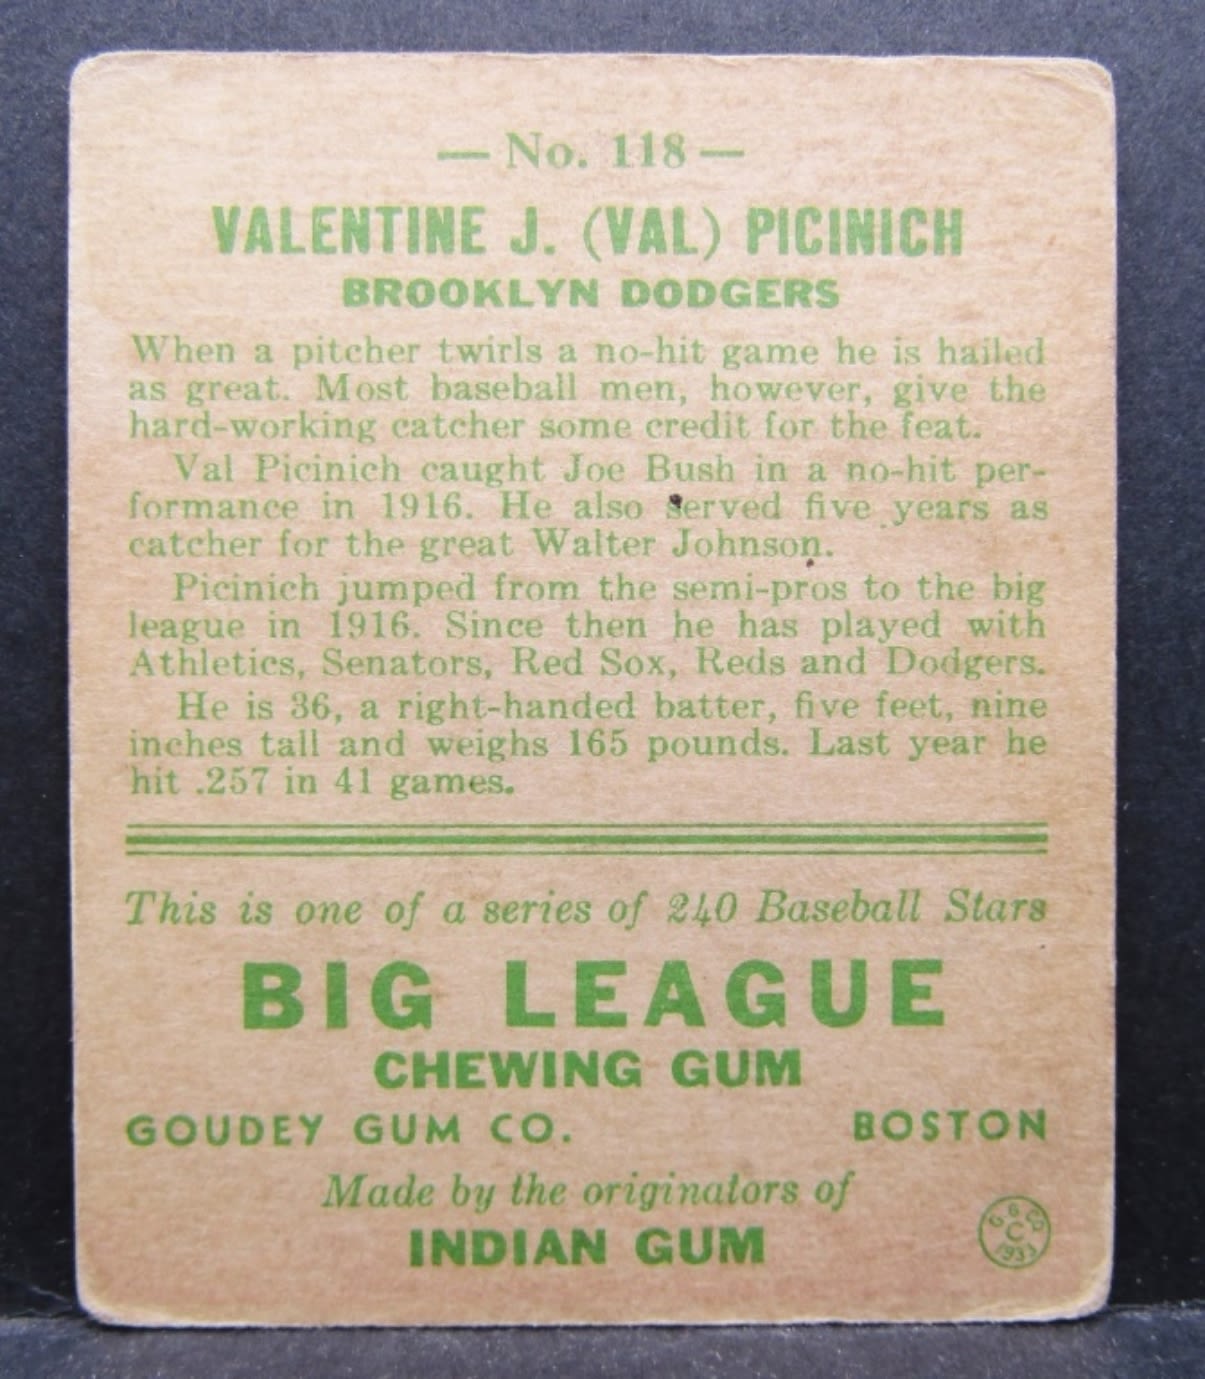 — No. 118 —
VALENTINE J. (VAL) PICINICH
BROOKLYN DODGERS
When a pitcher twirls a no-hit game he is hailed
as great. Most baseball men, however, give the
hard-working catcher some credit for the feat.
Val Picinich caught Joe Bush in a no-hit per-
formance in 1916. He also served five years as
catcher for the great Walter Johnson.
Picinich jumped from the semi-pros to the big
league in 1916. Since then he has played with
Athletics, Senators, Red Sox, Reds and Dodgers.
He is 36, a right-handed batter, five feet, nine
inches tall and weighs 165 pounds. Last year he
hit .257 in 41 games.
This is one of a series of 240 Baseball Stars
BIG LEAGUE
CHEWING GUM
GOUDEY GUM CO. BOSTON
Made by the originators of
INDIAN GUM
G. G. CO.
C
1933